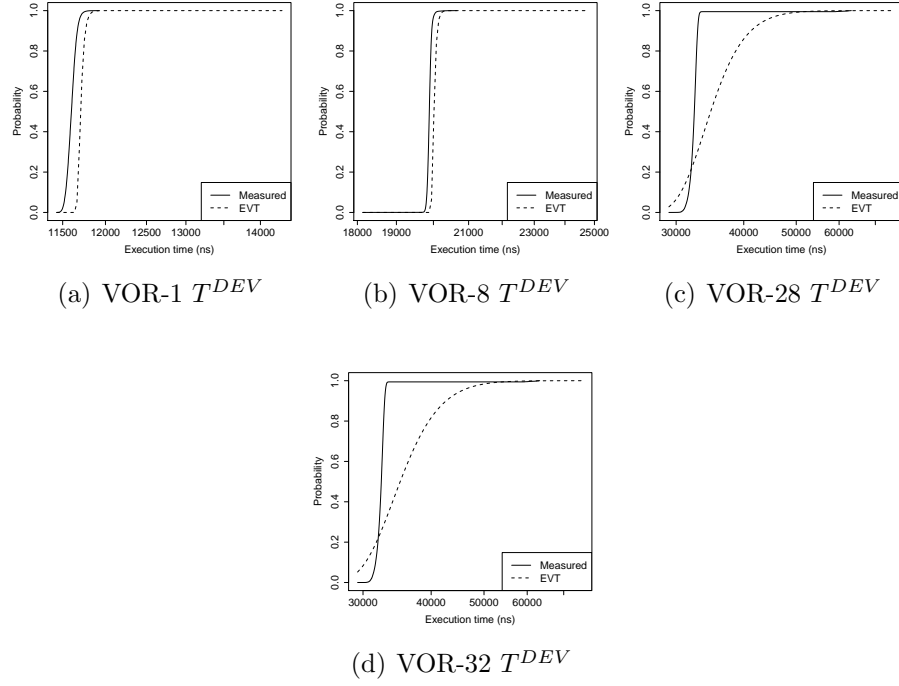 Probability
1.0
0.8
0.6
0.4
0.2
0.0
Measured
EVT
11500 12000 12500 13000 14000
Execution time (ns)
(a) VOR-1 T^{DEV}
Probability
1.0
0.8
0.6
0.4
0.2
0.0
Measured
EVT
18000 19000 20000 21000 22000 23000 25000
Execution time (ns)
(b) VOR-8 T^{DEV}
Probability
1.0
0.8
0.6
0.4
0.2
0.0
Measured
EVT
30000 40000 50000 60000
Execution time (ns)
(c) VOR-28 T^{DEV}
Probability
1.0
0.8
0.6
0.4
0.2
0.0
Measured
EVT
30000 40000 50000 60000
Execution time (ns)
(d) VOR-32 T^{DEV}